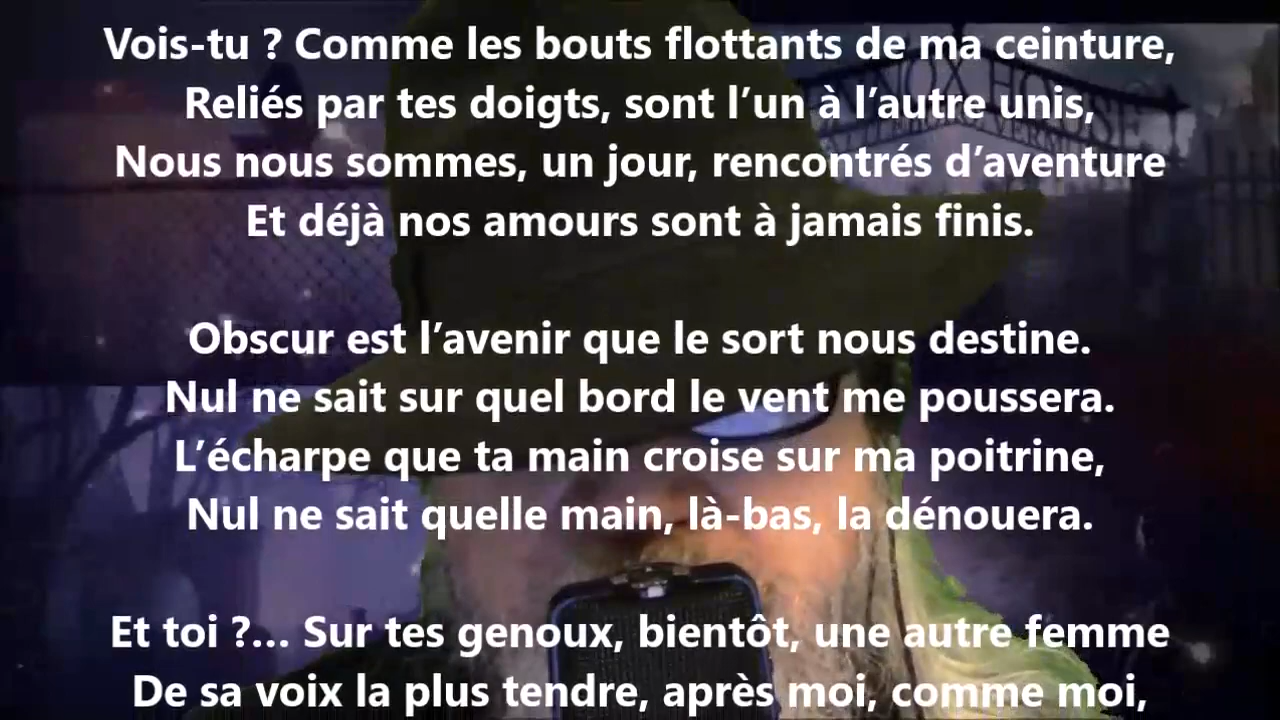 Vois-tu ? Comme les bouts flottants de ma ceinture,
Reliés par tes doigts, sont l’un à l’autre unis,
Nous nous sommes, un jour, rencontrés d’aventure
Et déjà nos amours sont à jamais finis.
Obscur est l’avenir que le sort nous destine.
Nul ne sait sur quel bord le vent me poussera.
L’écharpe que ta main croise sur ma poitrine,
Nul ne sait quelle main, là-bas, la dénouera.
Et toi ?... Sur tes genoux, bientôt, une autre femme
De sa voix la plus tendre, après moi, comme moi,